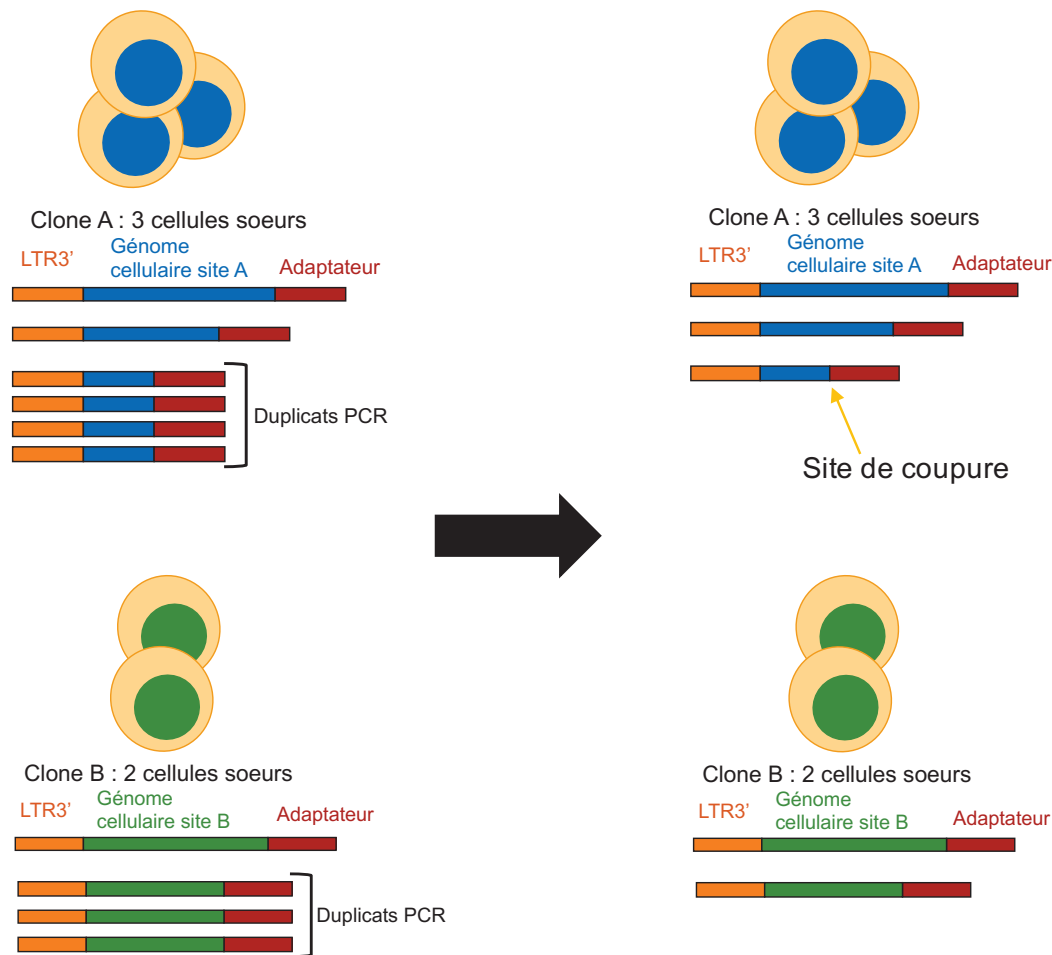 Clone A : 3 cellules soeurs
LTR3'
Génome
cellulaire site A
Adaptateur
Duplicats PCR
Clone A : 3 cellules soeurs
LTR3'
Génome
cellulaire site A
Adaptateur
Site de coupure
Clone B : 2 cellules soeurs
LTR3'
Génome
cellulaire site B
Adaptateur
Duplicats PCR
Clone B : 2 cellules soeurs
LTR3'
Génome
cellulaire site B
Adaptateur